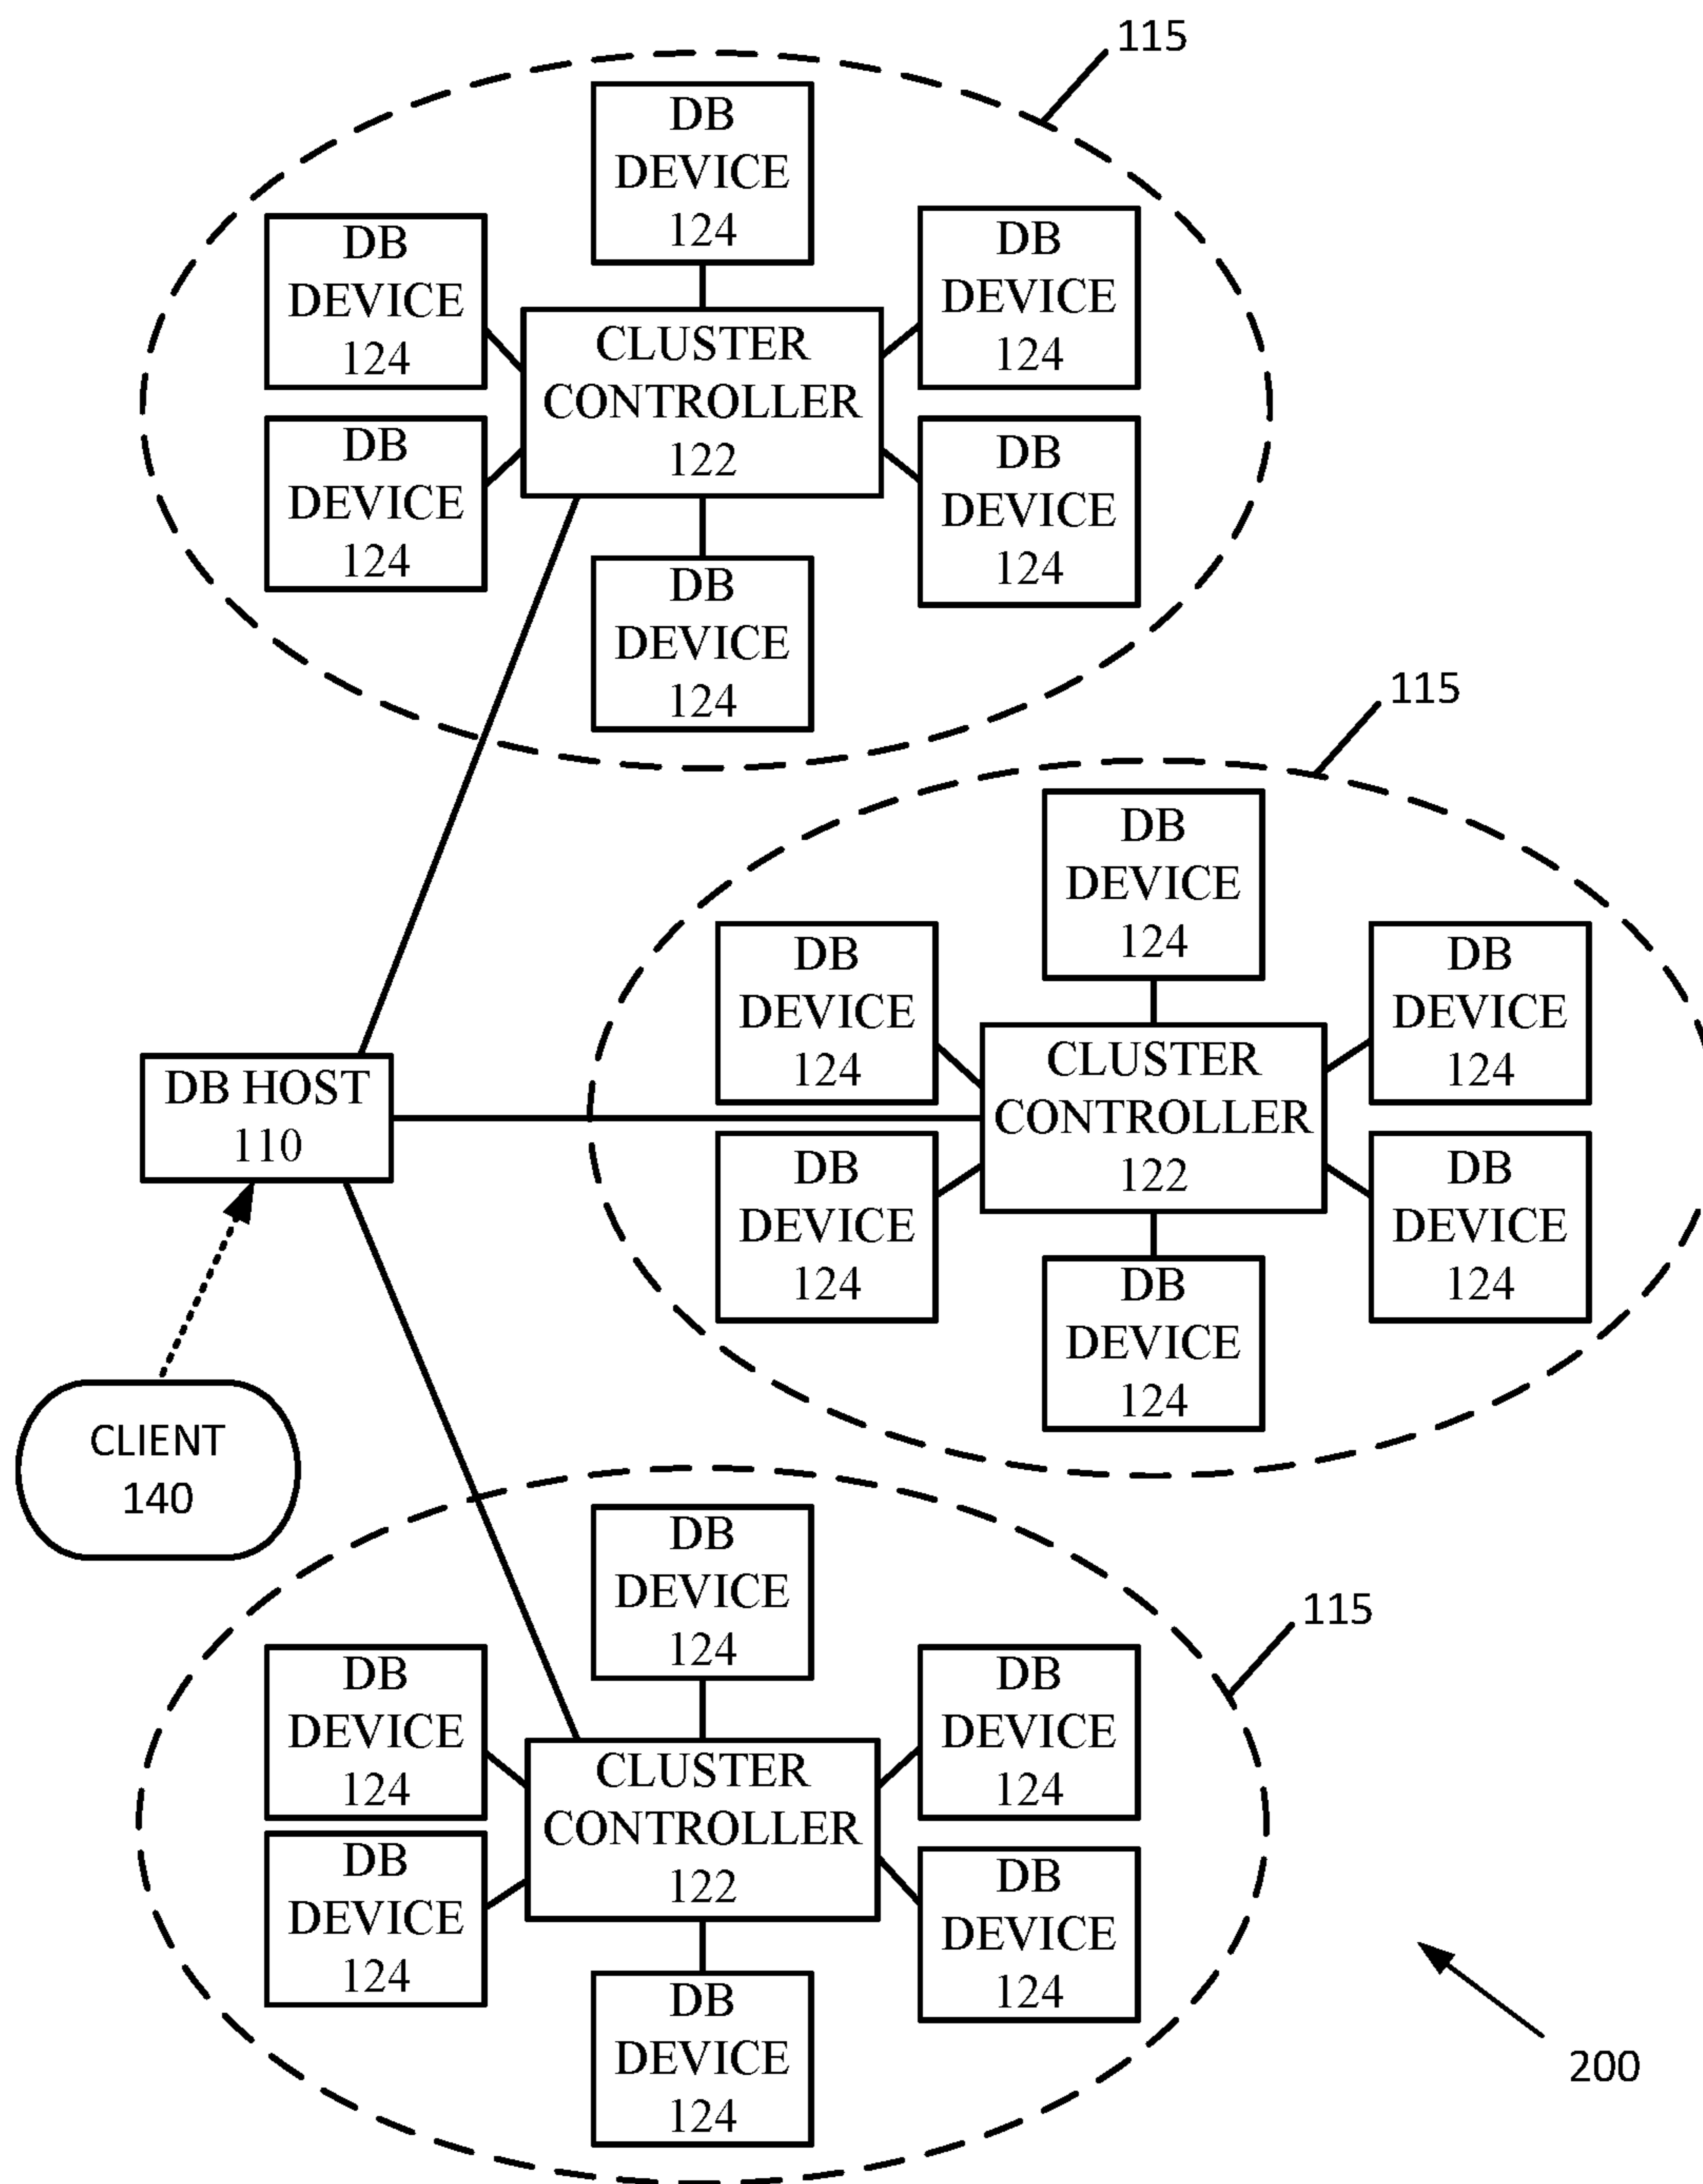 115
DB
DEVICE
124
DB
DEVICE
124
DB
DEVICE
124
CLUSTER
CONTROLLER
122
DB
DEVICE
124
DB
DEVICE
124
DB
DEVICE
124
115
DB
DEVICE
124
DB
DEVICE
124
DB
DEVICE
124
CLUSTER
CONTROLLER
122
DB HOST
110
DB
DEVICE
124
DB
DEVICE
124
DB
DEVICE
124
CLIENT
140
115
DB
DEVICE
124
DB
DEVICE
124
DB
DEVICE
124
CLUSTER
CONTROLLER
122
DB
DEVICE
124
DB
DEVICE
124
DB
DEVICE
124
200